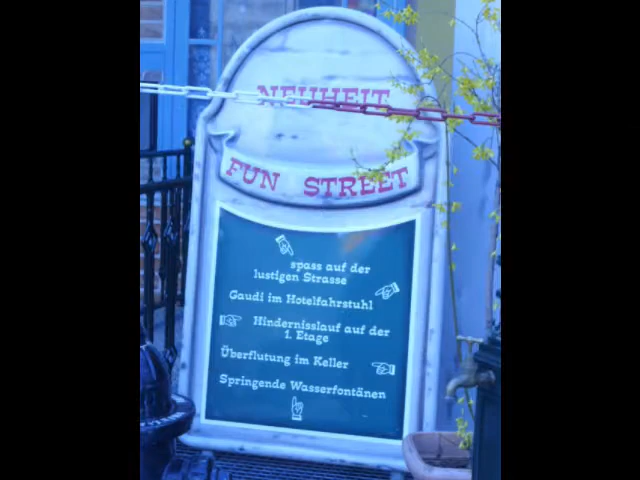 NEUHEIT
FUN STREET
spass auf der
lustigen Strasse
Gaudi im Hotelfahrstuhl
Hindernisslauf auf der
1. Etage
Überflutung im Keller
Springende Wasserfontänen